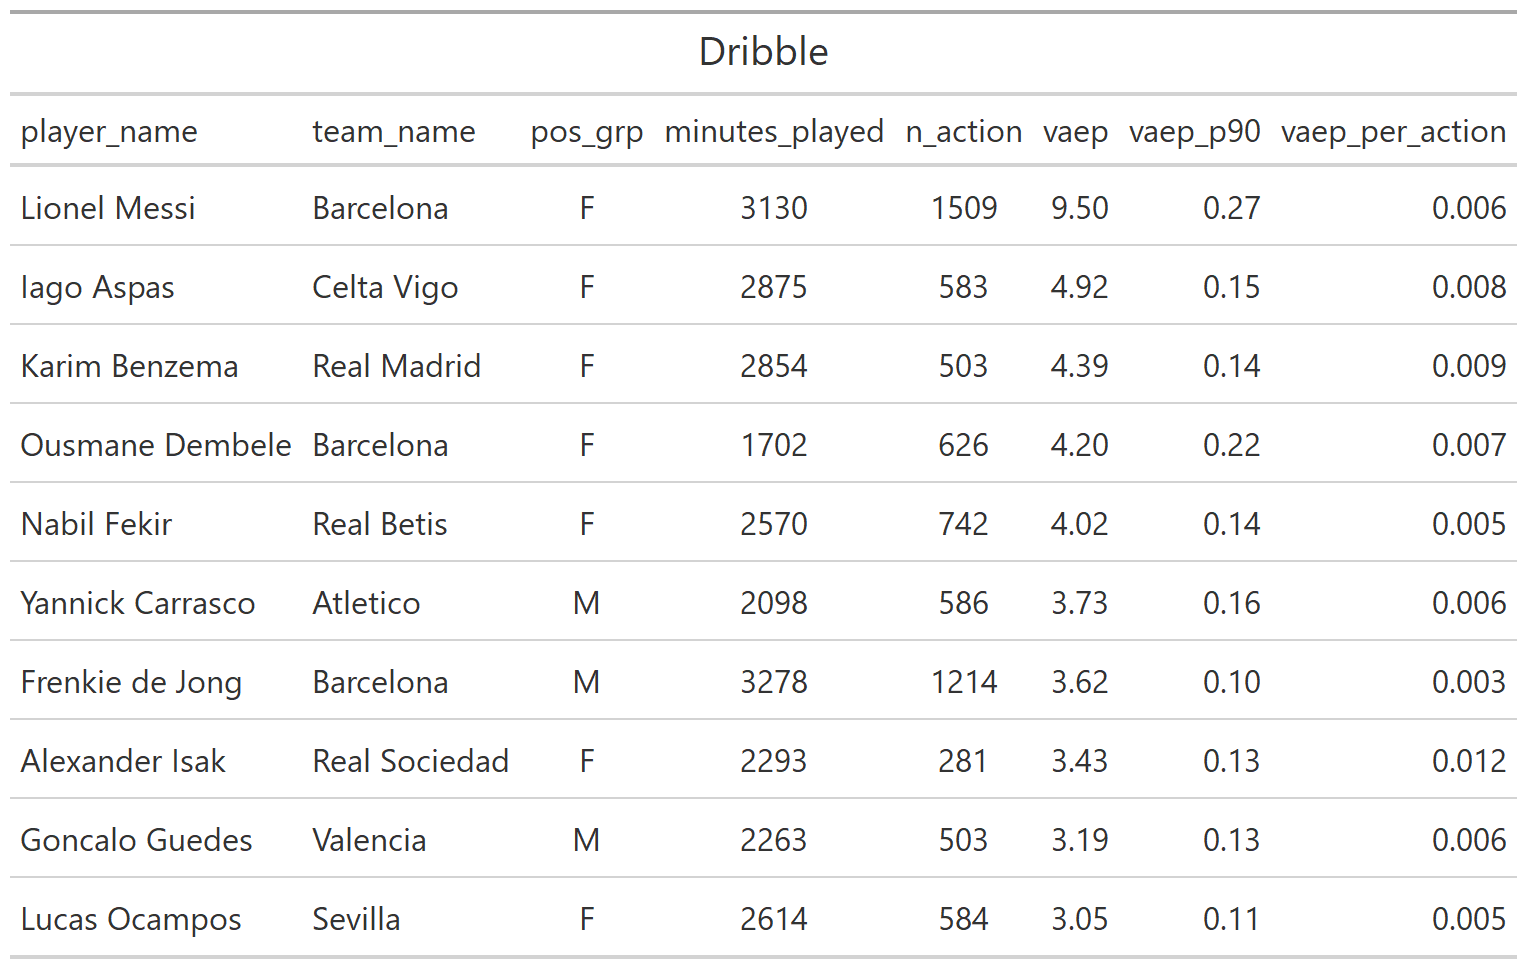 Dribble
player_name team_name pos_grp minutes_played n_action vaep vaep_p90 vaep_per_action
Lionel Messi Barcelona F 3130 1509 9.50 0.27 0.006
Iago Aspas Celta Vigo F 2875 583 4.92 0.15 0.008
Karim Benzema Real Madrid F 2854 503 4.39 0.14 0.009
Ousmane Dembele Barcelona F 1702 626 4.20 0.22 0.007
Nabil Fekir Real Betis F 2570 742 4.02 0.14 0.005
Yannick Carrasco Atletico M 2098 586 3.73 0.16 0.006
Frenkie de Jong Barcelona M 3278 1214 3.62 0.10 0.003
Alexander Isak Real Sociedad F 2293 281 3.43 0.13 0.012
Goncalo Guedes Valencia M 2263 503 3.19 0.13 0.006
Lucas Ocampos Sevilla F 2614 584 3.05 0.11 0.005